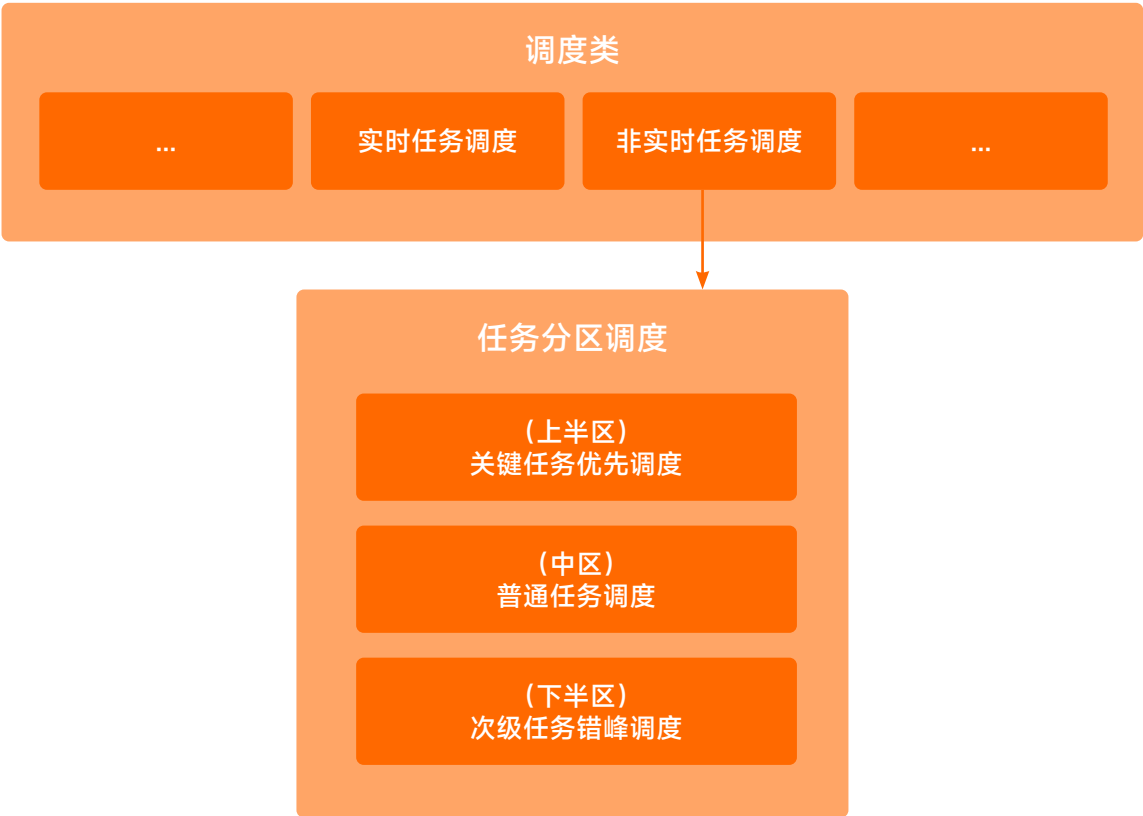 调度类
...
实时任务调度
非实时任务调度
...
任务分区调度
（上半区）
关键任务优先调度
（中区）
普通任务调度
（下半区）
次级任务错峰调度